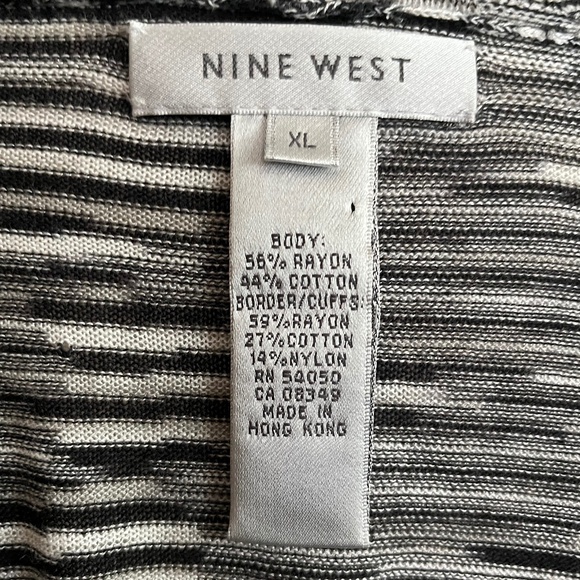 NINE WEST
XL
BODY:
56% RAYON
44% COTTON
BORDER/CUFFS:
59%RAYON
27%COTTON
14%NYLON
RN 54050
CA 08349
MADE IN
HONG KONG